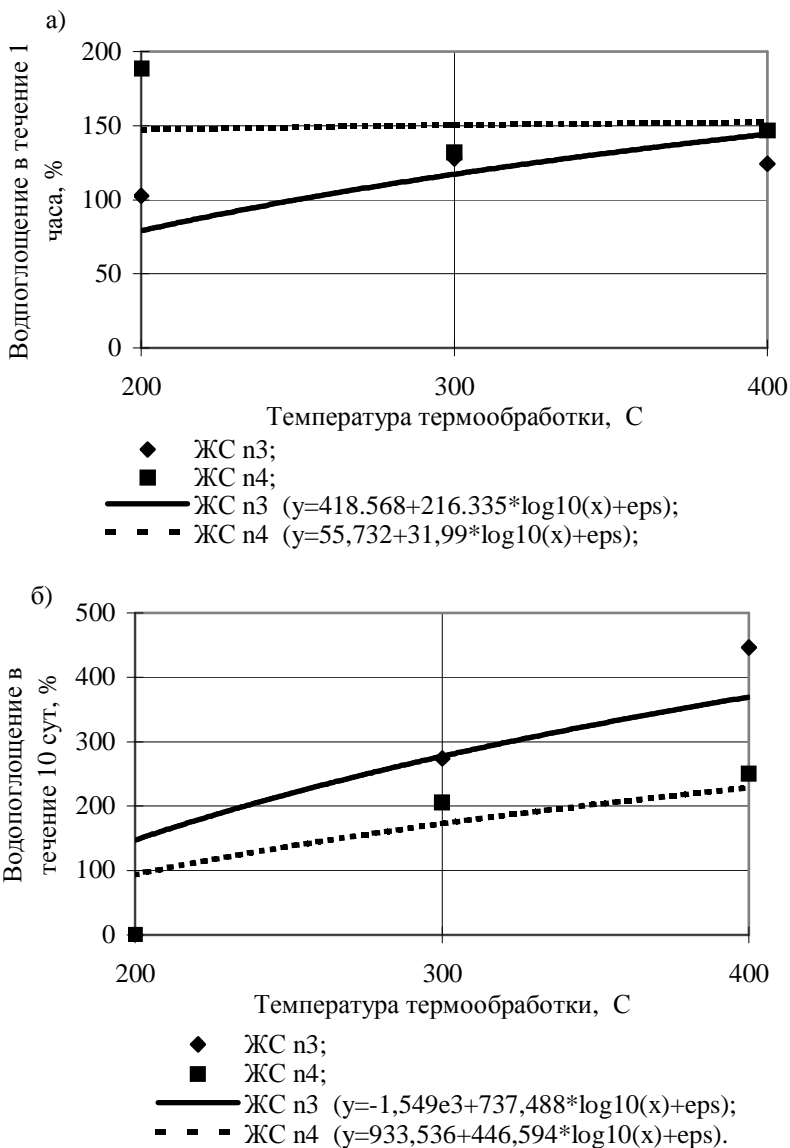 а)
Водпоглощение в течение 1
часа, %
200
150
100
50
0
200 300 400
Температура термообработки, С
ЖС n3;
ЖС n4;
ЖС n3 (y=418.568+216.335*log10(x)+eps);
ЖС n4 (y=55,732+31,99*log10(x)+eps);
б)
Водопоглощение в
течение 10 сут, %
500
400
300
200
100
0
200 300 400
Температура термообработки, С
ЖС n3;
ЖС n4;
ЖС n3 (y=-1,549e3+737,488*log10(x)+eps);
ЖС n4 (y=933,536+446,594*log10(x)+eps).